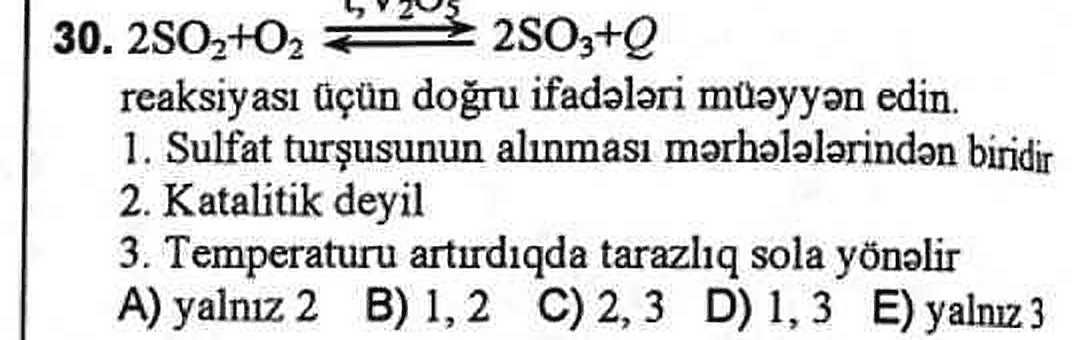 t, V₂O₅
30. 2SO₂+O₂ ⇄ 2SO₃+Q
reaksiyası üçün doğru ifadələri müəyyən edin.
1. Sulfat turşusunun alınması mərhələlərindən biridir
2. Katalitik deyil
3. Temperaturu artırdıqda tarazlıq sola yönəlir
A) yalnız 2 B) 1, 2 C) 2, 3 D) 1, 3 E) yalnız 3